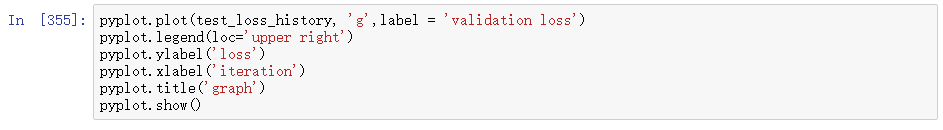 In [355]: pyplot.plot(test_loss_history, 'g',label = 'validation loss')
pyplot.legend(loc='upper right')
pyplot.ylabel('loss')
pyplot.xlabel('iteration')
pyplot.title('graph')
pyplot.show()